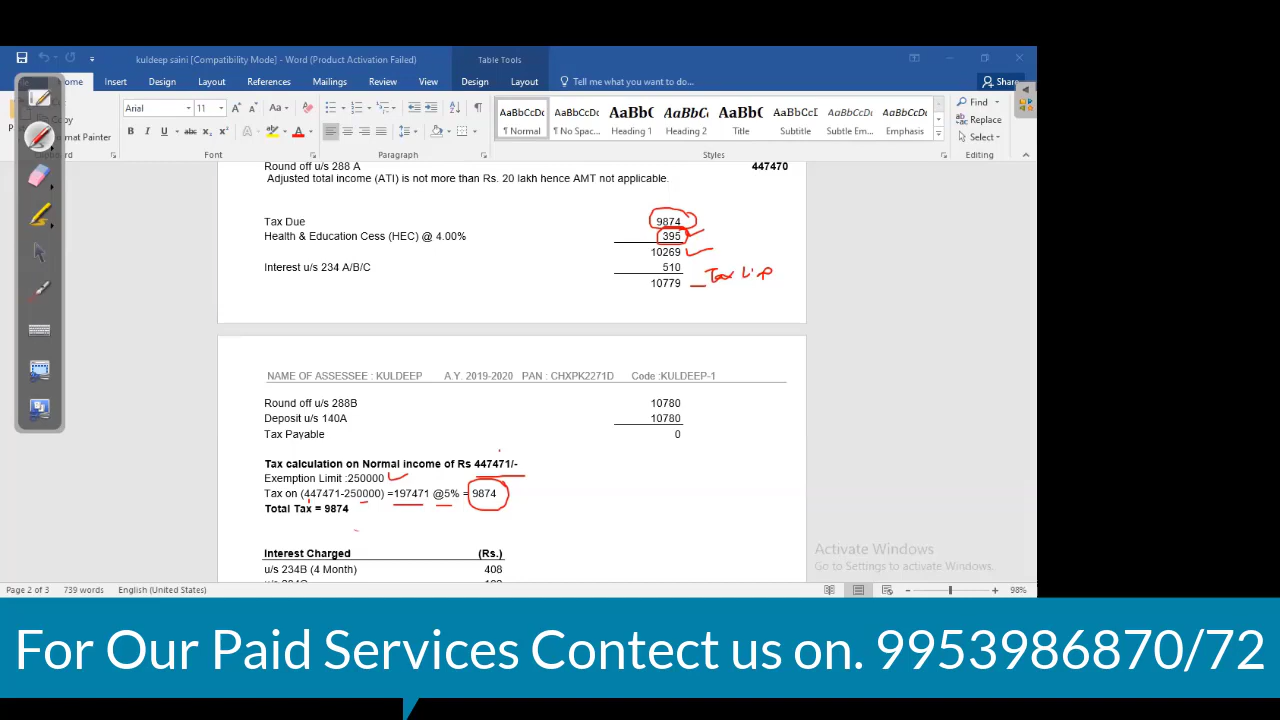 kuldeep saini [Compatibility Mode] - Word (Product Activation Failed)
Table Tools
Insert Design Layout References Mailings Review View Design Layout Tell me what you want to do... Share
Arial 11 Aa
Find
Copy
Replace
mat Painter
B I U abc X₂ X²
Select
AaBbCcDc AaBbCcDc AaBbC AaBbCc AaBbC AaBbCcD AaBbCcDc AaBbCcDc
¶ Normal ¶ No Spac... Heading 1 Heading 2 Title Subtitle Subtle Em... Emphasis
Font Paragraph Styles Editing
Round off u/s 288 A 447470
Adjusted total income (ATI) is not more than Rs. 20 lakh hence AMT not applicable.
Tax Due 9874
Health & Education Cess (HEC) @ 4.00% 395
10269
Interest u/s 234 A/B/C 510
Tax
10779
NAME OF ASSESSEE : KULDEEP A.Y. 2019-2020 PAN : CHXPK2271D Code :KULDEEP-1
Round off u/s 288B 10780
Deposit u/s 140A 10780
Tax Payable 0
Tax calculation on Normal income of Rs 447471/-
Exemption Limit :250000
Tax on (447471-250000) =197471 @5% = 9874
Total Tax = 9874
Interest Charged (Rs.)
u/s 234B (4 Month) 408
Activate Windows
Go to Settings to activate Windows.
Page 2 of 3 739 words English (United States) 98%
For Our Paid Services Contect us on. 9953986870/72